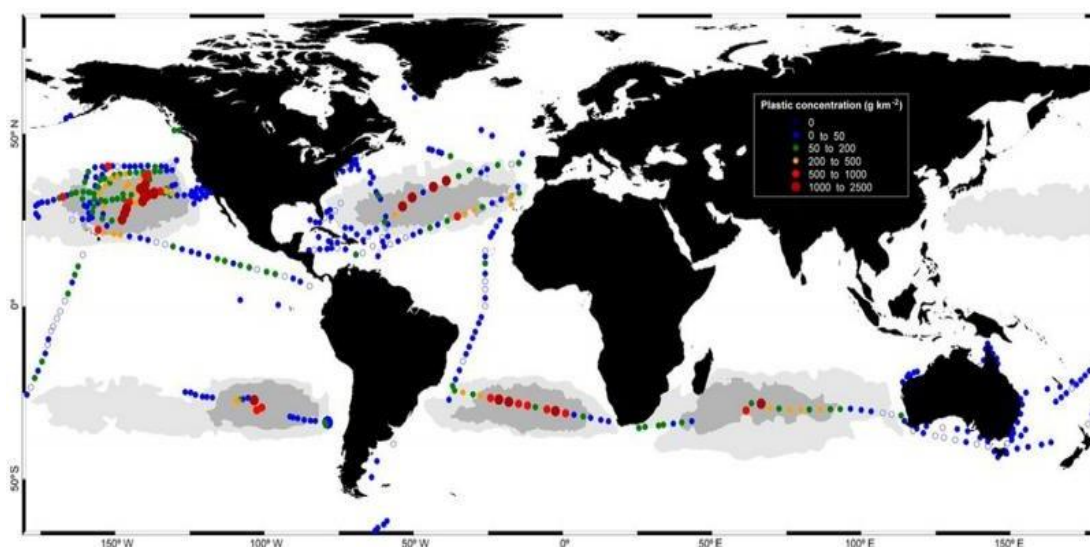 Plastic concentration (g km⁻²)
0
0 to 50
50 to 200
200 to 500
500 to 1000
1000 to 2500
50° N
0°
50° S
150° W
100° W
50° W
0°
50° E
100° E
150° E